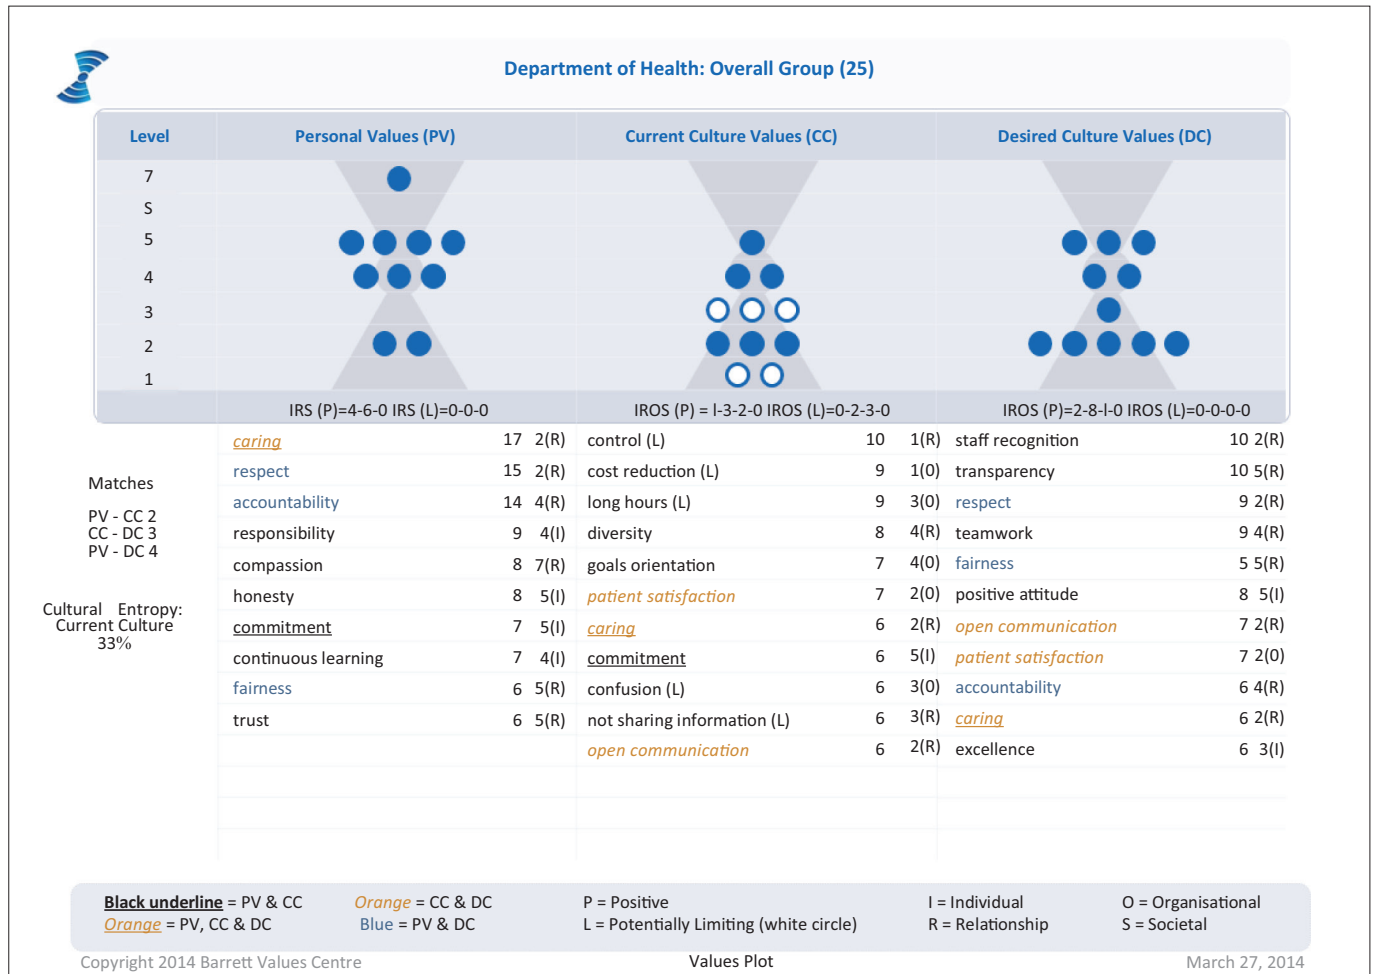 Department of Health: Overall Group (25)
Level Personal Values (PV) Current Culture Values (CC) Desired Culture Values (DC)
7
S
5
4
3
2
1
IRS (P)=4-6-0 IRS (L)=0-0-0 IROS (P) = l-3-2-0 IROS (L)=0-2-3-0 IROS (P)=2-8-l-0 IROS (L)=0-0-0-0
caring 17 2(R) control (L) 10 1(R) staff recognition 10 2(R)
respect 15 2(R) cost reduction (L) 9 1(0) transparency 10 5(R)
accountability 14 4(R) long hours (L) 9 3(0) respect 9 2(R)
responsibility 9 4(I) diversity 8 4(R) teamwork 9 4(R)
compassion 8 7(R) goals orientation 7 4(0) fairness 5 5(R)
honesty 8 5(I) patient satisfaction 7 2(0) positive attitude 8 5(I)
commitment 7 5(I) caring 6 2(R) open communication 7 2(R)
continuous learning 7 4(I) commitment 6 5(I) patient satisfaction 7 2(0)
fairness 6 5(R) confusion (L) 6 3(0) accountability 6 4(R)
trust 6 5(R) not sharing information (L) 6 3(R) caring 6 2(R)
open communication 6 2(R) excellence 6 3(I)
Matches
PV - CC 2
CC - DC 3
PV - DC 4
Cultural Entropy:
Current Culture
33%
Black underline = PV & CC Orange = CC & DC P = Positive I = Individual O = Organisational
Orange = PV, CC & DC Blue = PV & DC L = Potentially Limiting (white circle) R = Relationship S = Societal
Copyright 2014 Barrett Values Centre Values Plot March 27, 2014